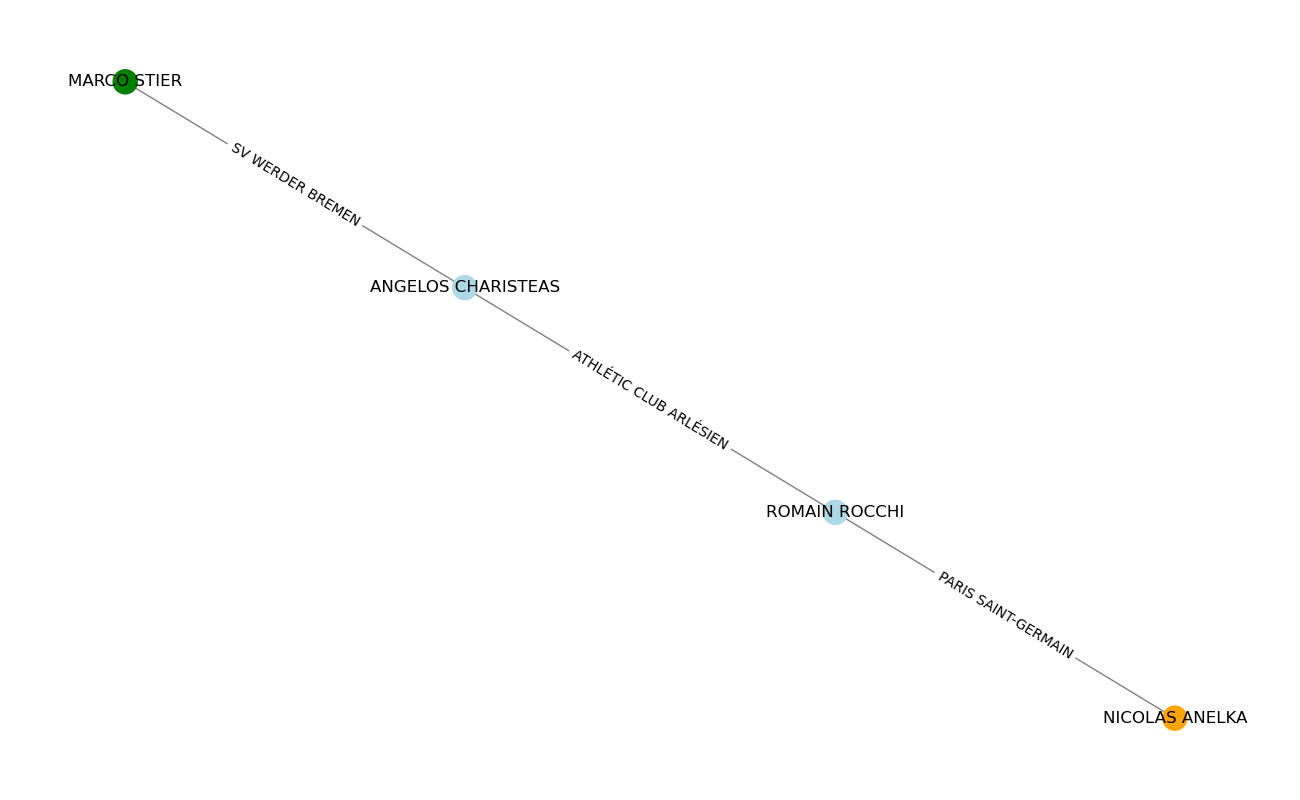 MARCO STIER
SV WERDER BREMEN
ANGELOS CHARISTEAS
ATHLÉTIC CLUB ARLÉSIEN
ROMAIN ROCCHI
PARIS SAINT-GERMAIN
NICOLAS ANELKA